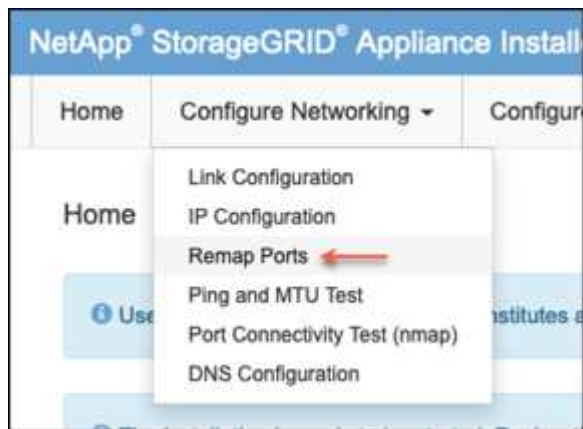 NetApp® StorageGRID® Appliance Install
Home Configure Networking Configur
Link Configuration
Home IP Configuration
Remap Ports
Ping and MTU Test
Use nstitutes a
Port Connectivity Test (nmap)
DNS Configuration